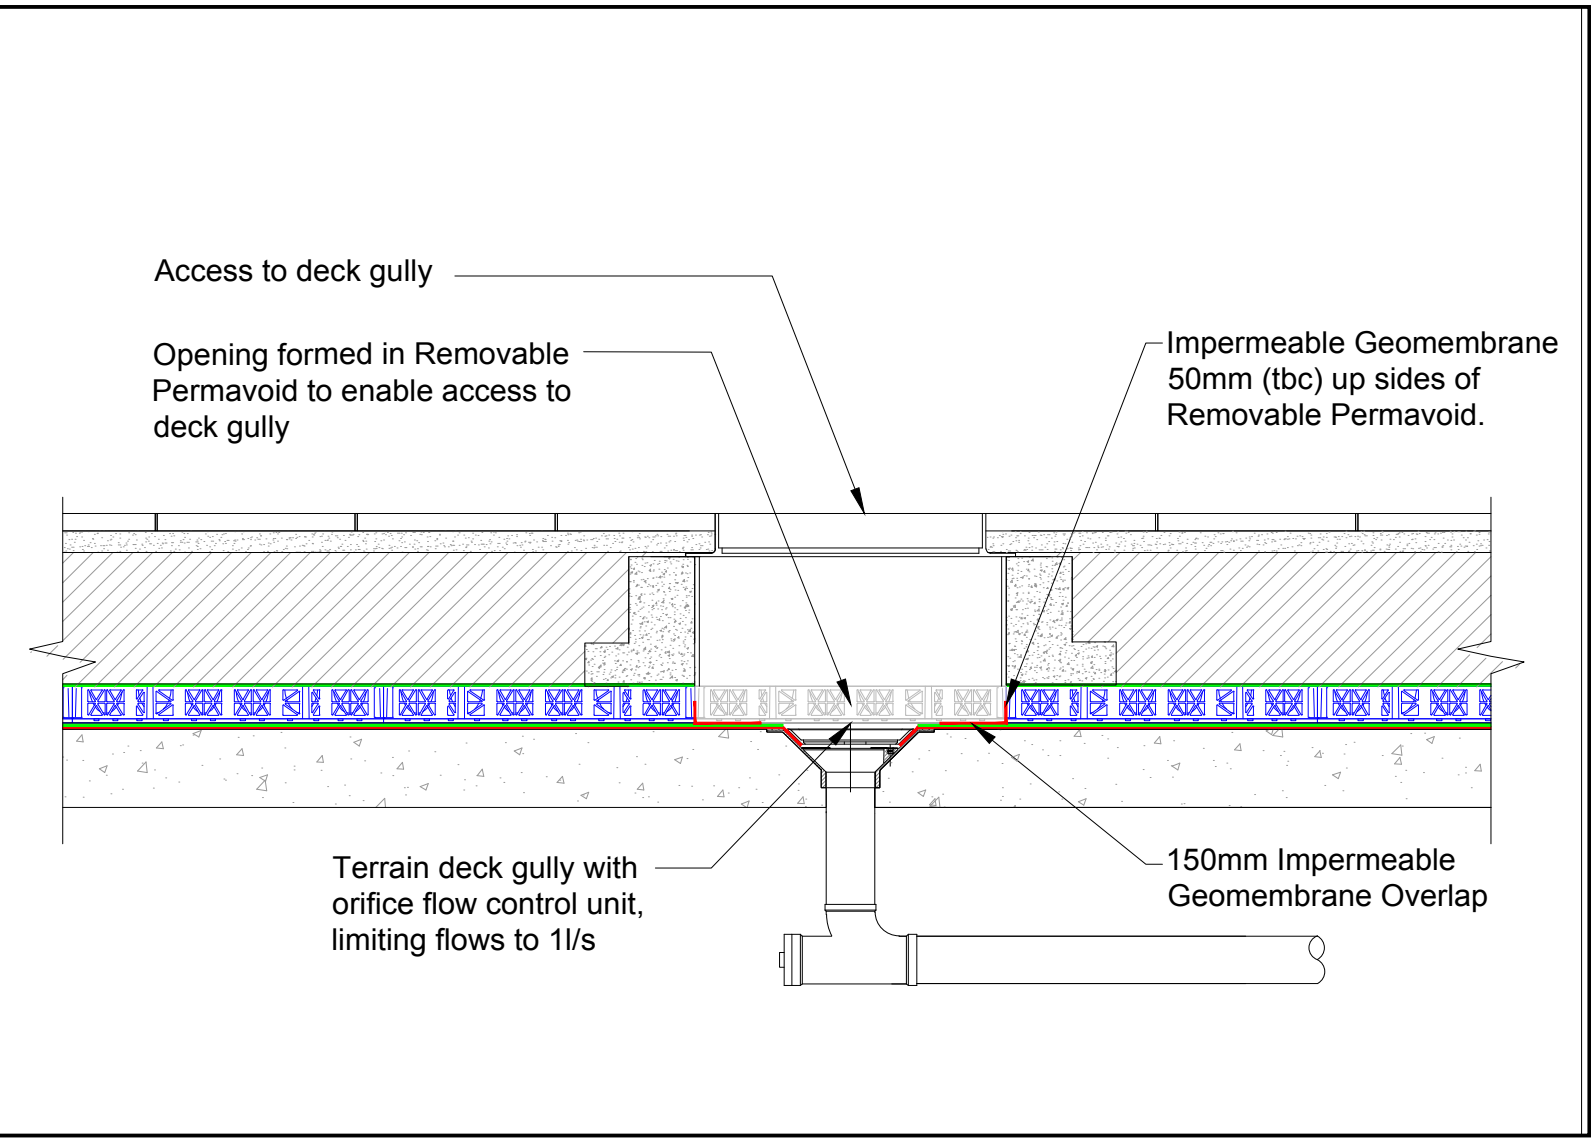 Access to deck gully
Opening formed in Removable
Permavoid to enable access to
deck gully
Impermeable Geomembrane
50mm (tbc) up sides of
Removable Permavoid.
Terrain deck gully with
orifice flow control unit,
limiting flows to 1l/s
150mm Impermeable
Geomembrane Overlap